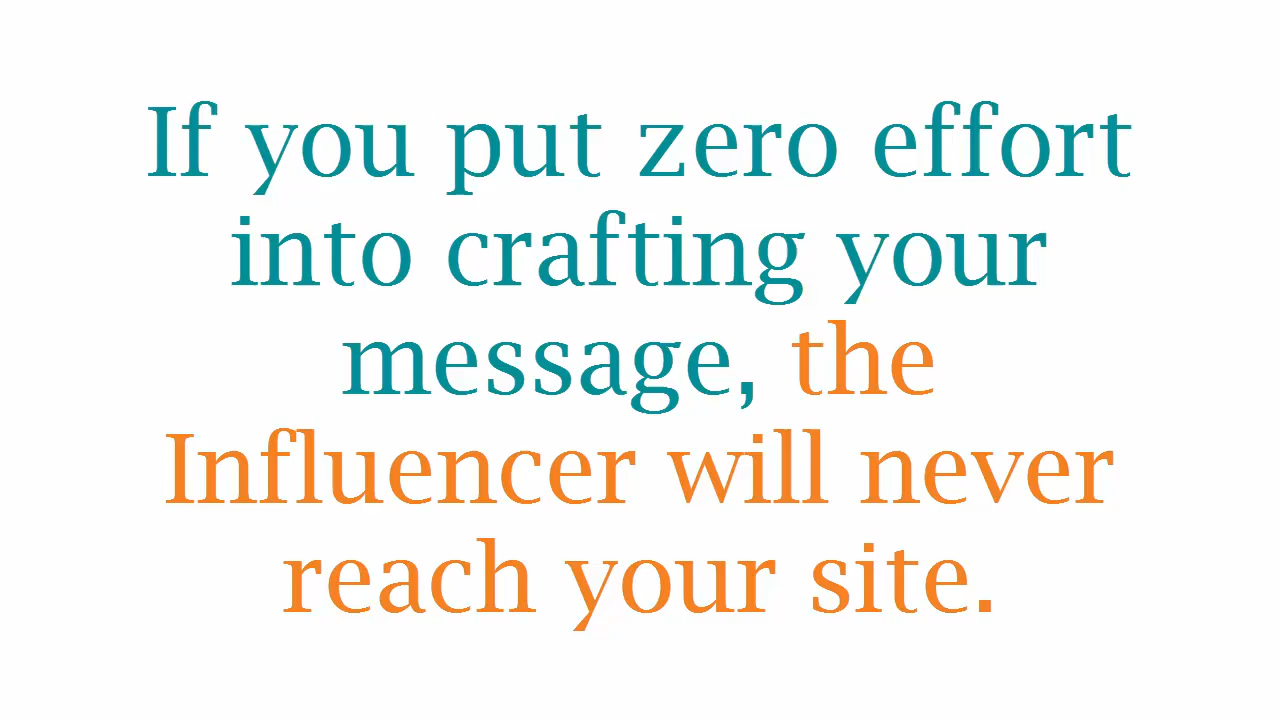 If you put zero effort
into crafting your
message, the
Influencer will never
reach your site.